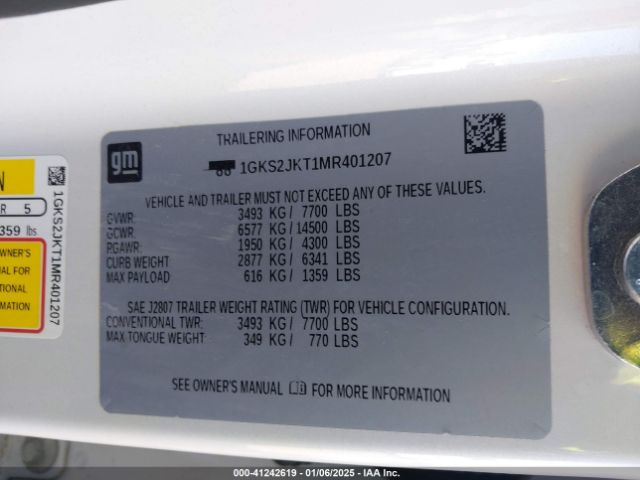 gm
TRAILERING INFORMATION
1GKS2JKT1MR401207
VEHICLE AND TRAILER MUST NOT EXCEED ANY OF THESE VALUES.
GVWR: 3493 KG / 7700 LBS
GCWR: 6577 KG / 14500 LBS
RGAWR: 1950 KG / 4300 LBS
CURB WEIGHT 2877 KG / 6341 LBS
MAX PAYLOAD 616 KG / 1359 LBS
SAE J2807 TRAILER WEIGHT RATING (TWR) FOR VEHICLE CONFIGURATION.
CONVENTIONAL TWR: 3493 KG / 7700 LBS
MAX TONGUE WEIGHT: 349 KG / 770 LBS
SEE OWNER'S MANUAL FOR MORE INFORMATION
N
R 5
359 lbs
OWNER'S
UAL FOR
TIONAL
RMATION
1GKS2JKT1MR401207
000-41242619 - 01/06/2025 - IAA Inc.